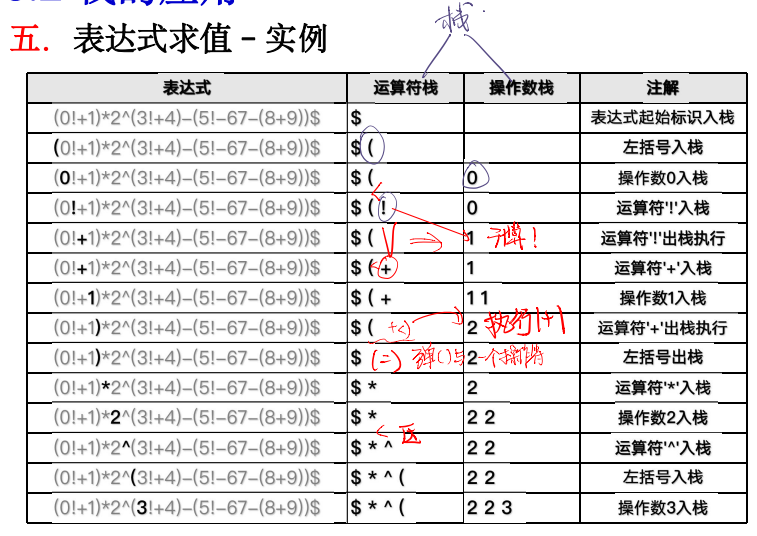 栈
五. 表达式求值 – 实例
表达式 运算符栈 操作数栈 注解
(0!+1)*2^(3!+4)–(5!–67–(8+9))$ $ 表达式起始标识入栈
(0!+1)*2^(3!+4)–(5!–67–(8+9))$ $ ( 左括号入栈
(0!+1)*2^(3!+4)–(5!–67–(8+9))$ $ ( 0 操作数0入栈
(0!+1)*2^(3!+4)–(5!–67–(8+9))$ $ ( ! 0 运算符'!'入栈
(0!+1)*2^(3!+4)–(5!–67–(8+9))$ $ ( 1 运算符'!'出栈执行
(0!+1)*2^(3!+4)–(5!–67–(8+9))$ $ ( + 1 运算符'+'入栈
(0!+1)*2^(3!+4)–(5!–67–(8+9))$ $ ( + 1 1 操作数1入栈
(0!+1)*2^(3!+4)–(5!–67–(8+9))$ $ ( +<) 2 执行1+1 运算符'+'出栈执行
(0!+1)*2^(3!+4)–(5!–67–(8+9))$ $ (=) 2 左括号出栈
(0!+1)*2^(3!+4)–(5!–67–(8+9))$ $ * 2 运算符'*'入栈
(0!+1)*2^(3!+4)–(5!–67–(8+9))$ $ * 2 2 操作数2入栈
(0!+1)*2^(3!+4)–(5!–67–(8+9))$ $ * ^ 2 2 运算符'^'入栈
(0!+1)*2^(3!+4)–(5!–67–(8+9))$ $ * ^ ( 2 2 左括号入栈
(0!+1)*2^(3!+4)–(5!–67–(8+9))$ $ * ^ ( 2 2 3 操作数3入栈